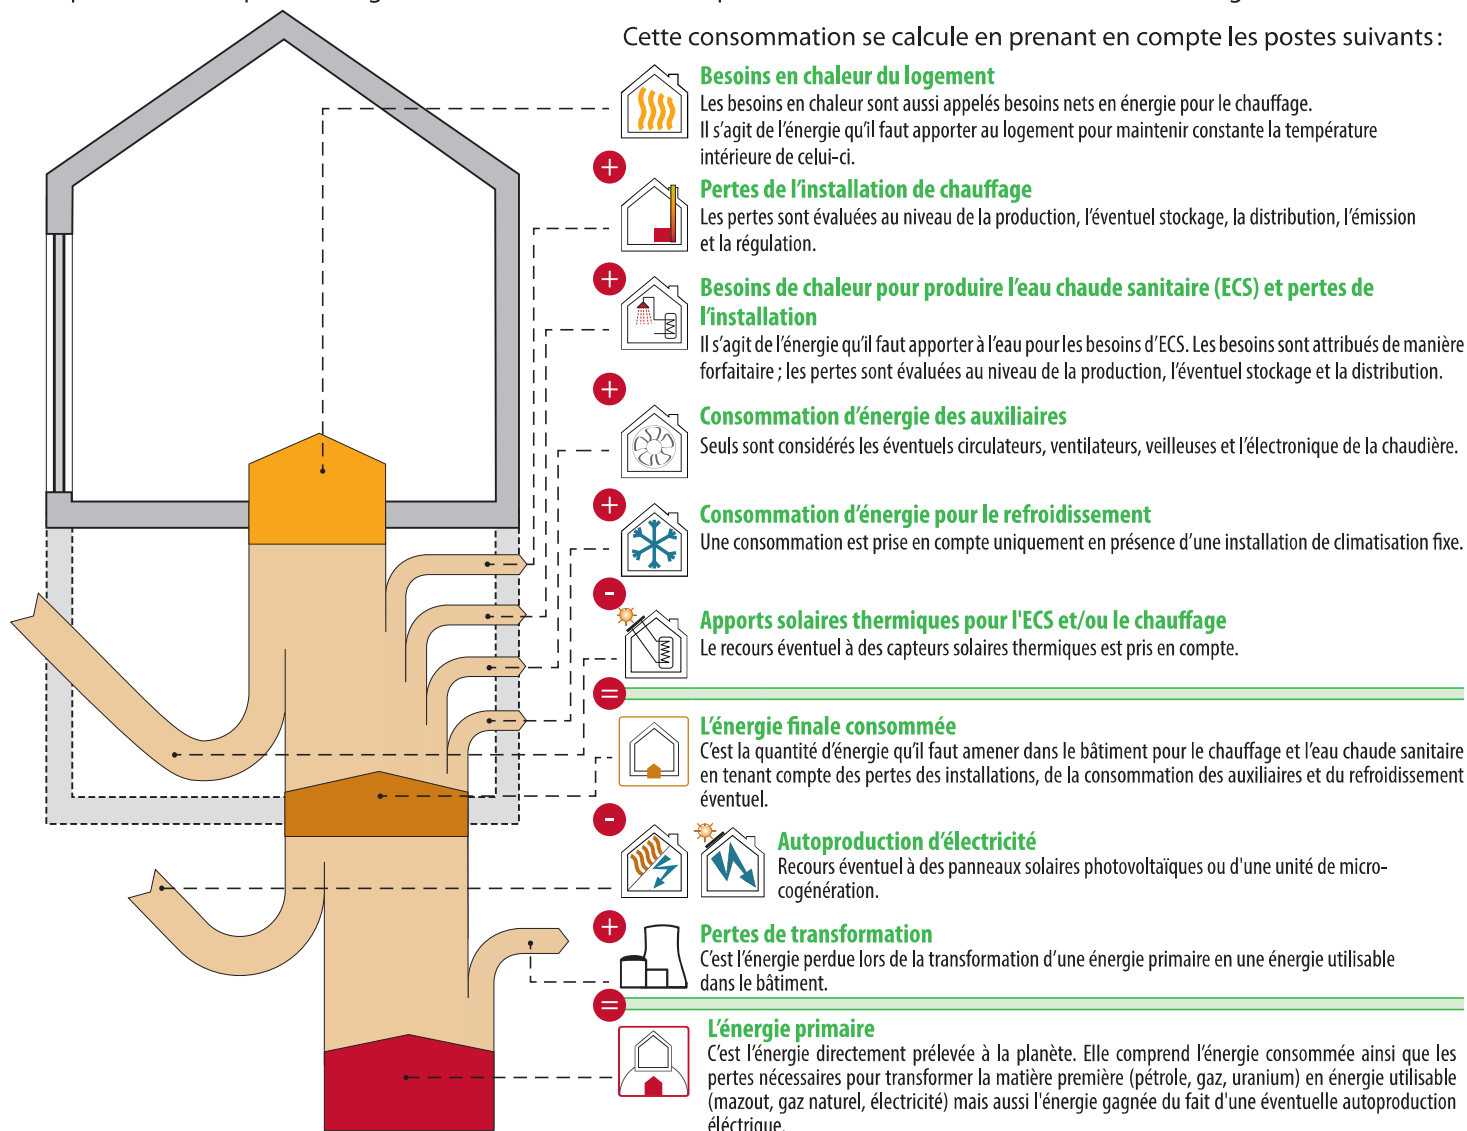 Cette consommation se calcule en prenant en compte les postes suivants :
Besoins en chaleur du logement
Les besoins en chaleur sont aussi appelés besoins nets en énergie pour le chauffage.
Il s'agit de l'énergie qu'il faut apporter au logement pour maintenir constante la température
intérieure de celui-ci.
+
Pertes de l'installation de chauffage
Les pertes sont évaluées au niveau de la production, l'éventuel stockage, la distribution, l'émission
et la régulation.
+
Besoins de chaleur pour produire l'eau chaude sanitaire (ECS) et pertes de
l'installation
Il s'agit de l'énergie qu'il faut apporter à l'eau pour les besoins d'ECS. Les besoins sont attribués de manière
forfaitaire ; les pertes sont évaluées au niveau de la production, l'éventuel stockage et la distribution.
+
Consommation d'énergie des auxiliaires
Seuls sont considérés les éventuels circulateurs, ventilateurs, veilleuses et l'électronique de la chaudière.
+
Consommation d'énergie pour le refroidissement
Une consommation est prise en compte uniquement en présence d'une installation de climatisation fixe.
-
Apports solaires thermiques pour l'ECS et/ou le chauffage
Le recours éventuel à des capteurs solaires thermiques est pris en compte.
=
L'énergie finale consommée
C'est la quantité d'énergie qu'il faut amener dans le bâtiment pour le chauffage et l'eau chaude sanitaire
en tenant compte des pertes des installations, de la consommation des auxiliaires et du refroidissement
éventuel.
-
Autoproduction d'électricité
Recours éventuel à des panneaux solaires photovoltaïques ou d'une unité de micro-
cogénération.
+
Pertes de transformation
C'est l'énergie perdue lors de la transformation d'une énergie primaire en une énergie utilisable
dans le bâtiment.
=
L'énergie primaire
C'est l'énergie directement prélevée à la planète. Elle comprend l'énergie consommée ainsi que les
pertes nécessaires pour transformer la matière première (pétrole, gaz, uranium) en énergie utilisable
(mazout, gaz naturel, électricité) mais aussi l'énergie gagnée du fait d'une éventuelle autoproduction
éléctrique.